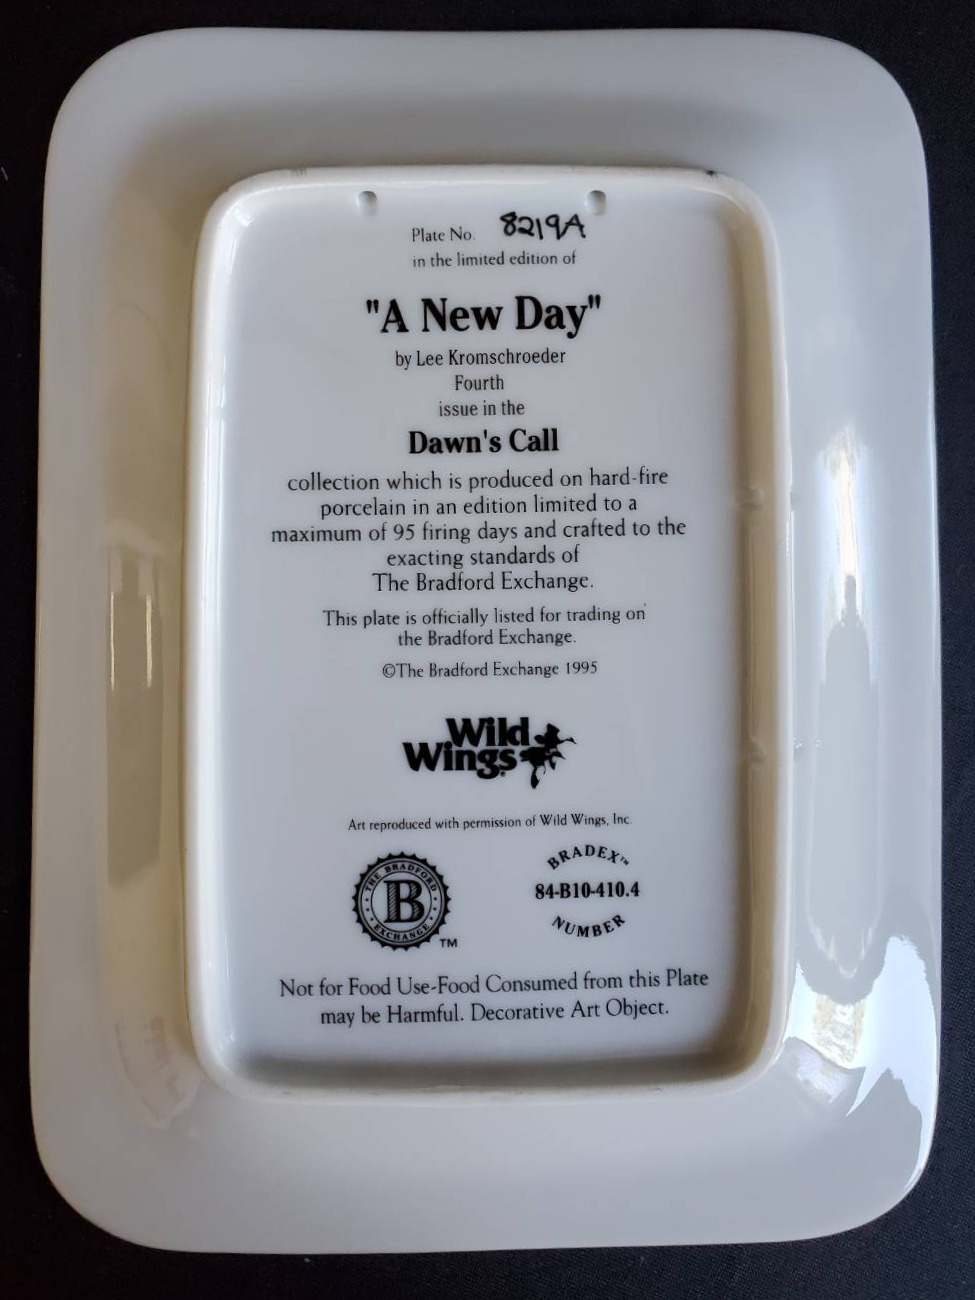 Plate No. 8219A
in the limited edition of
"A New Day"
by Lee Kromschroeder
Fourth
issue in the
Dawn's Call
collection which is produced on hard-fire
porcelain in an edition limited to a
maximum of 95 firing days and crafted to the
exacting standards of
The Bradford Exchange.
This plate is officially listed for trading on
the Bradford Exchange.
©The Bradford Exchange 1995
Wild
Wings
Art reproduced with permission of Wild Wings, Inc.
THE BRADFORD
B
EXCHANGE
TM
BRADEX™
84-B10-410.4
NUMBER
Not for Food Use-Food Consumed from this Plate
may be Harmful. Decorative Art Object.